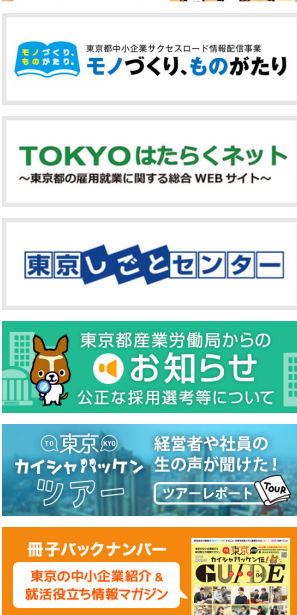 モノづくり、
ものがたり。
東京都中小企業サクセスロード情報配信事業
モノづくり、ものがたり
TOKYOはたらくネット
～東京都の雇用就業に関する総合 WEB サイト～
東京しごとセンター
東京都産業労働局からの
お知らせ
公正な採用選考等について
TO東京KYO
カイシャハッケン
ツアー
経営者や社員の
生の声が聞けた！
ツアーレポート
TOUR
冊子バックナンバー
東京の中小企業紹介 &
就活役立ち情報マガジン
東京
カイシャハッケン伝!
GUIDE